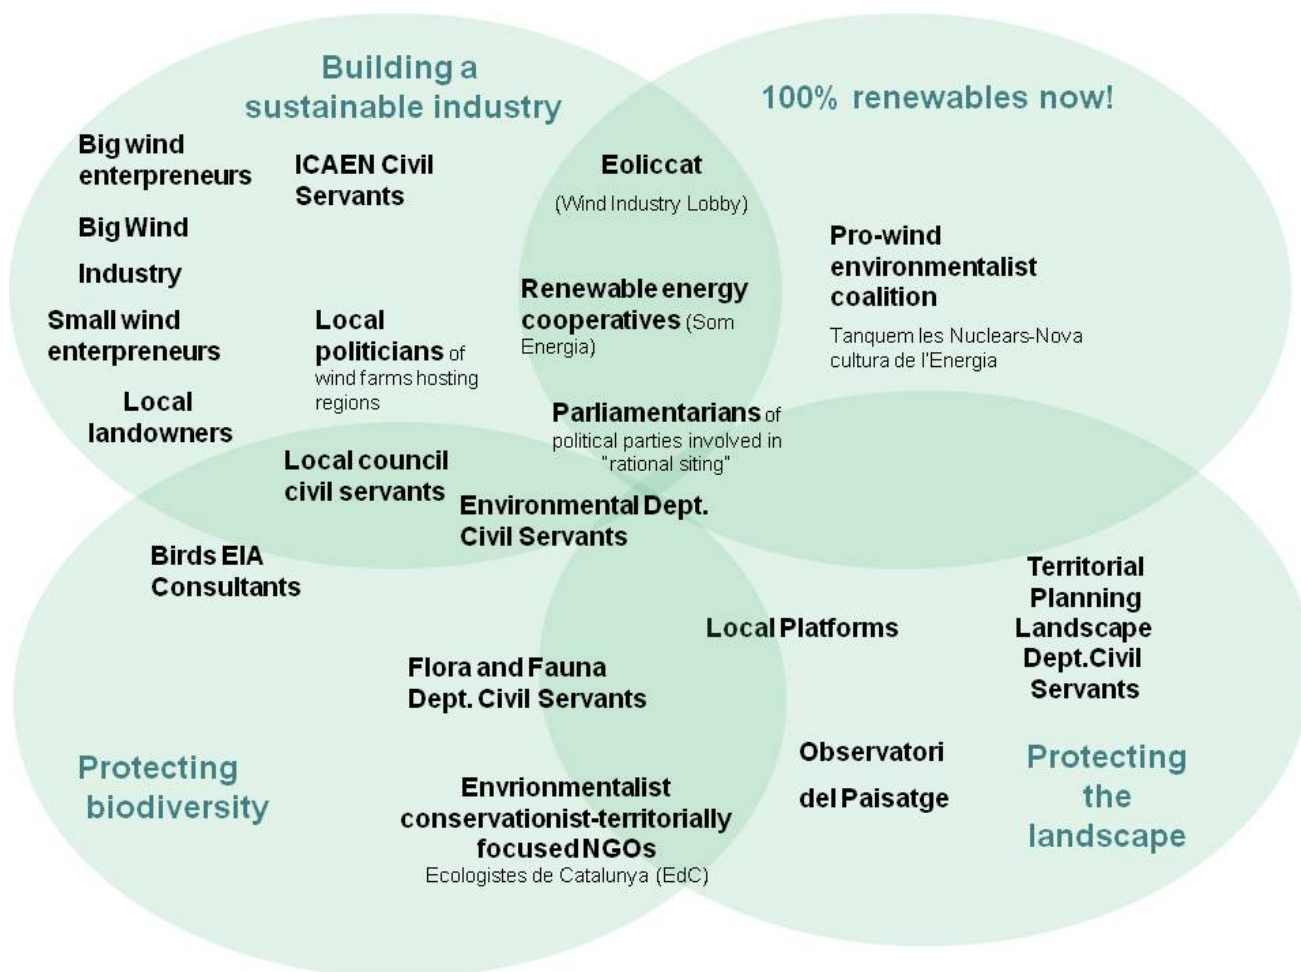 Building a
sustainable industry
100% renewables now!
Big wind
enterpreneurs
ICAEN Civil
Servants
Eoliccat
(Wind Industry Lobby)
Big Wind
Industry
Pro-wind
environmentalist
coalition
Tanquem les Nuclears-Nova
cultura de l'Energia
Renewable energy
cooperatives (Som
Energia)
Small wind
enterpreneurs
Local
politicians of
wind farms hosting
regions
Local
landowners
Parliamentarians of
political parties involved in
"rational siting"
Local council
civil servants
Environmental Dept.
Civil Servants
Birds EIA
Consultants
Territorial
Planning
Landscape
Dept.Civil
Servants
Local Platforms
Flora and Fauna
Dept. Civil Servants
Protecting
biodiversity
Envrionmentalist
conservationist-territorially
focused NGOs
Ecologistes de Catalunya (EdC)
Observatori
del Paisatge
Protecting
the
landscape